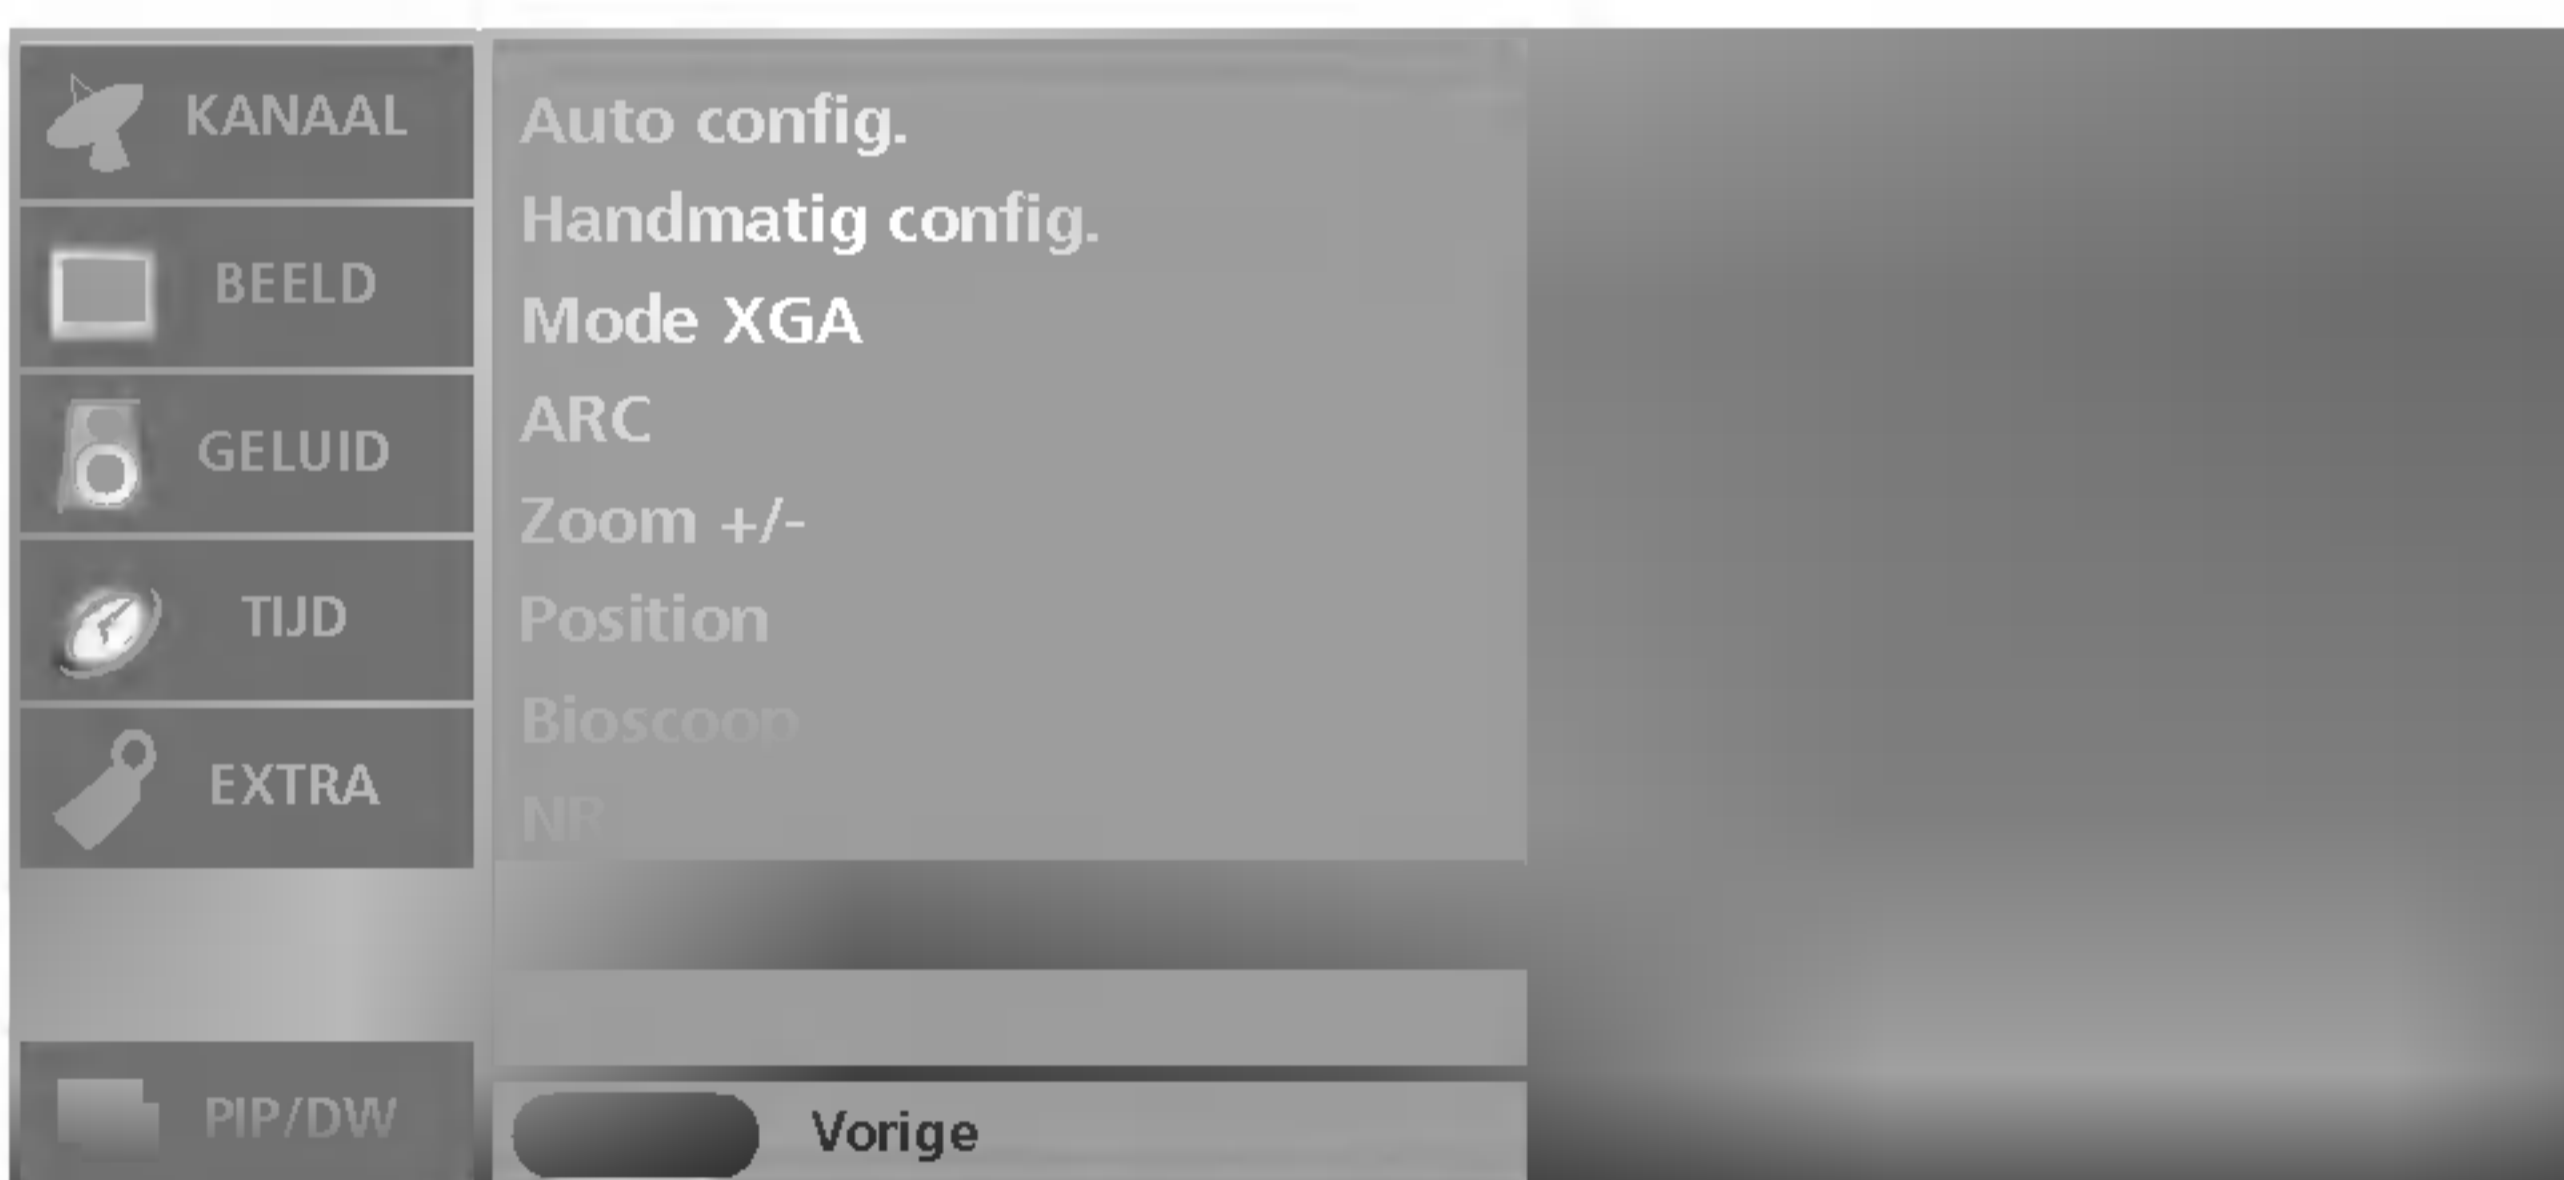 KANAAL
BEELD
GELUID
TIJD
EXTRA
PIP/DW
Auto config.
Handmatig config.
Mode XGA
ARC
Zoom +/-
Position
Bioscoop
NR
Vorige